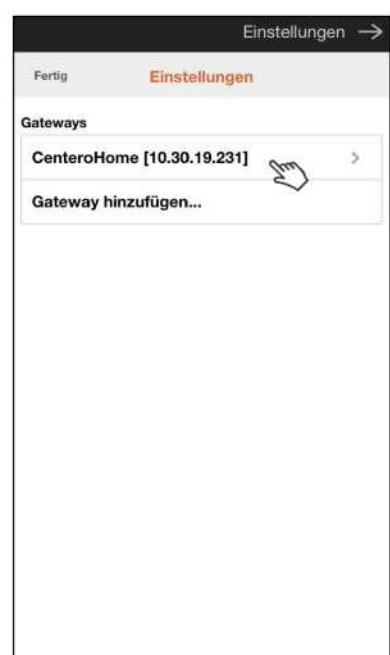 Einstellungen →
Fertig Einstellungen
Gateways
CenteroHome [10.30.19.231] >
Gateway hinzufügen...